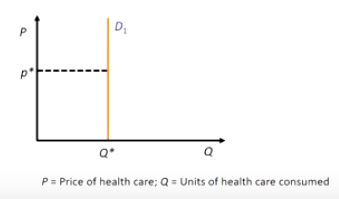 P
D₁
p*
Q*
Q
P = Price of health care; Q = Units of health care consumed